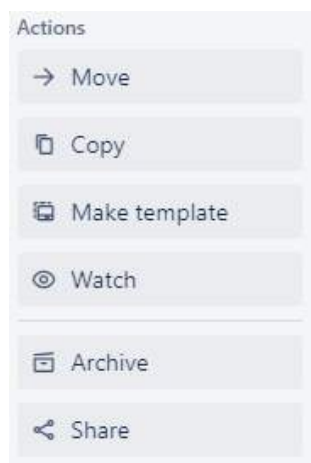 Actions
Move
Copy
Make template
Watch
Archive
Share